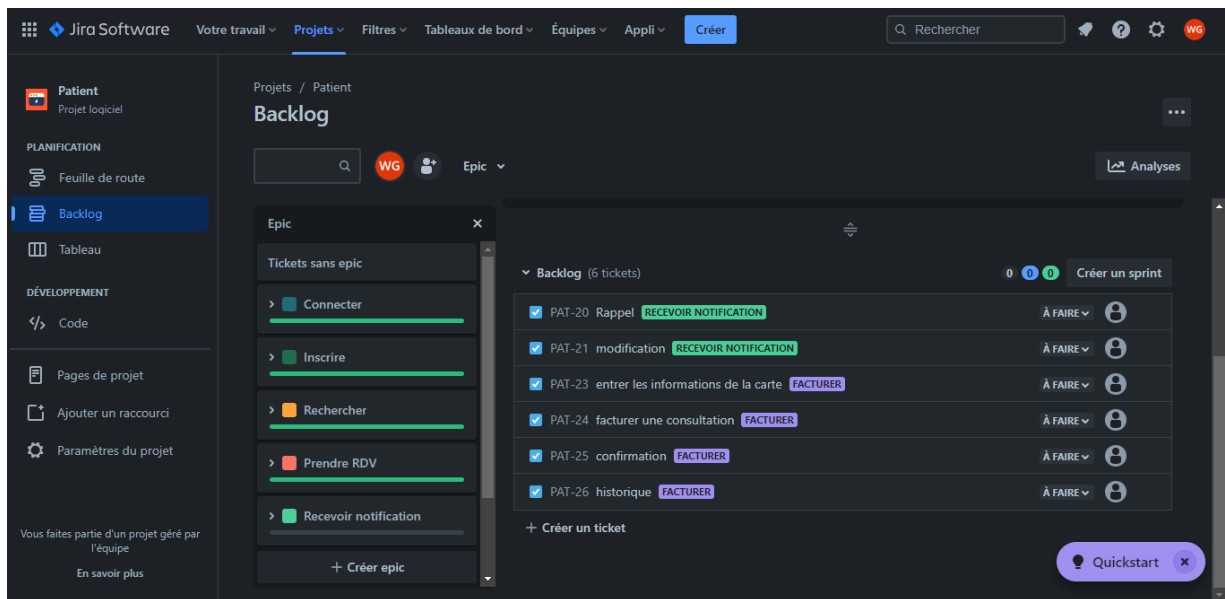 Jira Software Votre travail Projets Filtres Tableaux de bord Équipes Appli Créer Rechercher WG
Patient
Projet logiciel
PLANIFICATION
Feuille de route
Backlog
Tableau
DÉVELOPPEMENT
Code
Pages de projet
Ajouter un raccourci
Paramètres du projet
Vous faites partie d'un projet géré par
l'équipe
En savoir plus
Projets / Patient
Backlog
WG Epic Analyses
Epic
Tickets sans epic
Connecter
Inscrire
Rechercher
Prendre RDV
Recevoir notification
+ Créer epic
Backlog (6 tickets) 0 0 0 Créer un sprint
PAT-20 Rappel RECEVOIR NOTIFICATION À FAIRE
PAT-21 modification RECEVOIR NOTIFICATION À FAIRE
PAT-23 entrer les informations de la carte FACTURER À FAIRE
PAT-24 facturer une consultation FACTURER À FAIRE
PAT-25 confirmation FACTURER À FAIRE
PAT-26 historique FACTURER À FAIRE
+ Créer un ticket
Quickstart